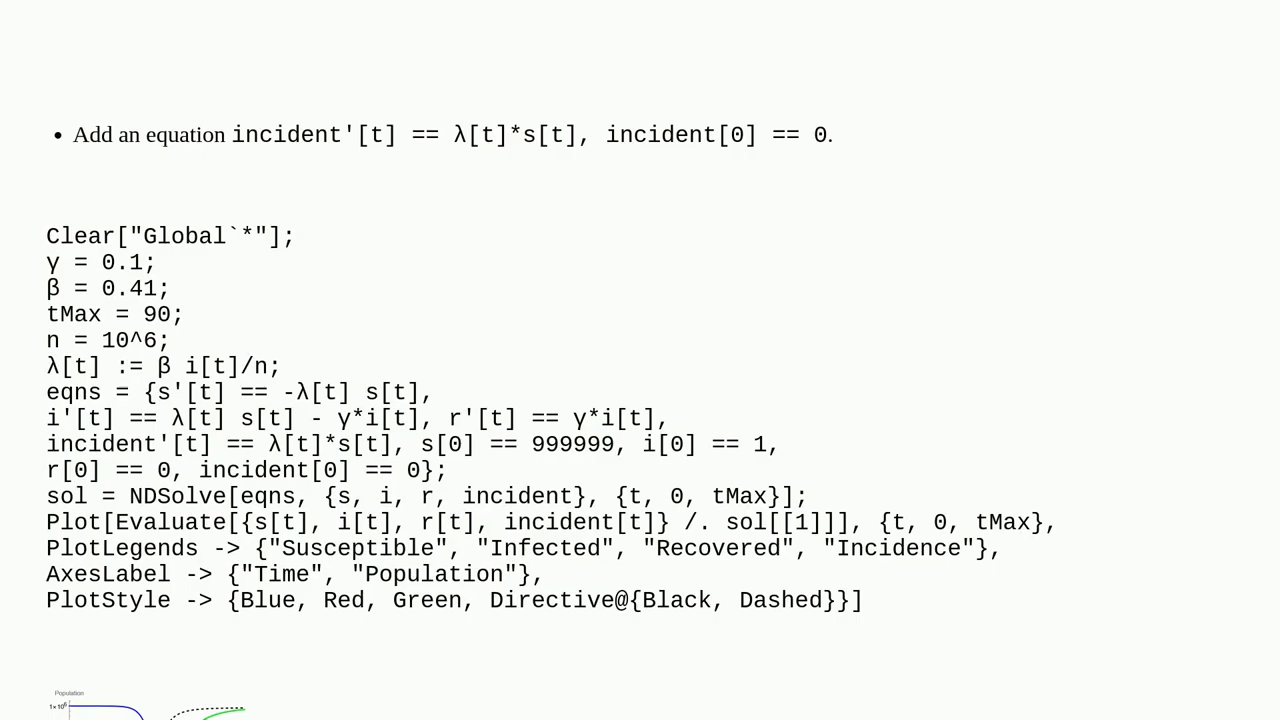 • Add an equation incident'[t] == λ[t]*s[t], incident[0] == 0.
Clear["Global`*"];
γ = 0.1;
β = 0.41;
tMax = 90;
n = 10^6;
λ[t] := β i[t]/n;
eqns = {s'[t] == -λ[t] s[t],
i'[t] == λ[t] s[t] - γ*i[t], r'[t] == γ*i[t],
incident'[t] == λ[t]*s[t], s[0] == 999999, i[0] == 1,
r[0] == 0, incident[0] == 0};
sol = NDSolve[eqns, {s, i, r, incident}, {t, 0, tMax}];
Plot[Evaluate[{s[t], i[t], r[t], incident[t]} /. sol[[1]]], {t, 0, tMax},
PlotLegends -> {"Susceptible", "Infected", "Recovered", "Incidence"},
AxesLabel -> {"Time", "Population"},
PlotStyle -> {Blue, Red, Green, Directive@{Black, Dashed}}]
Population
1×10⁶